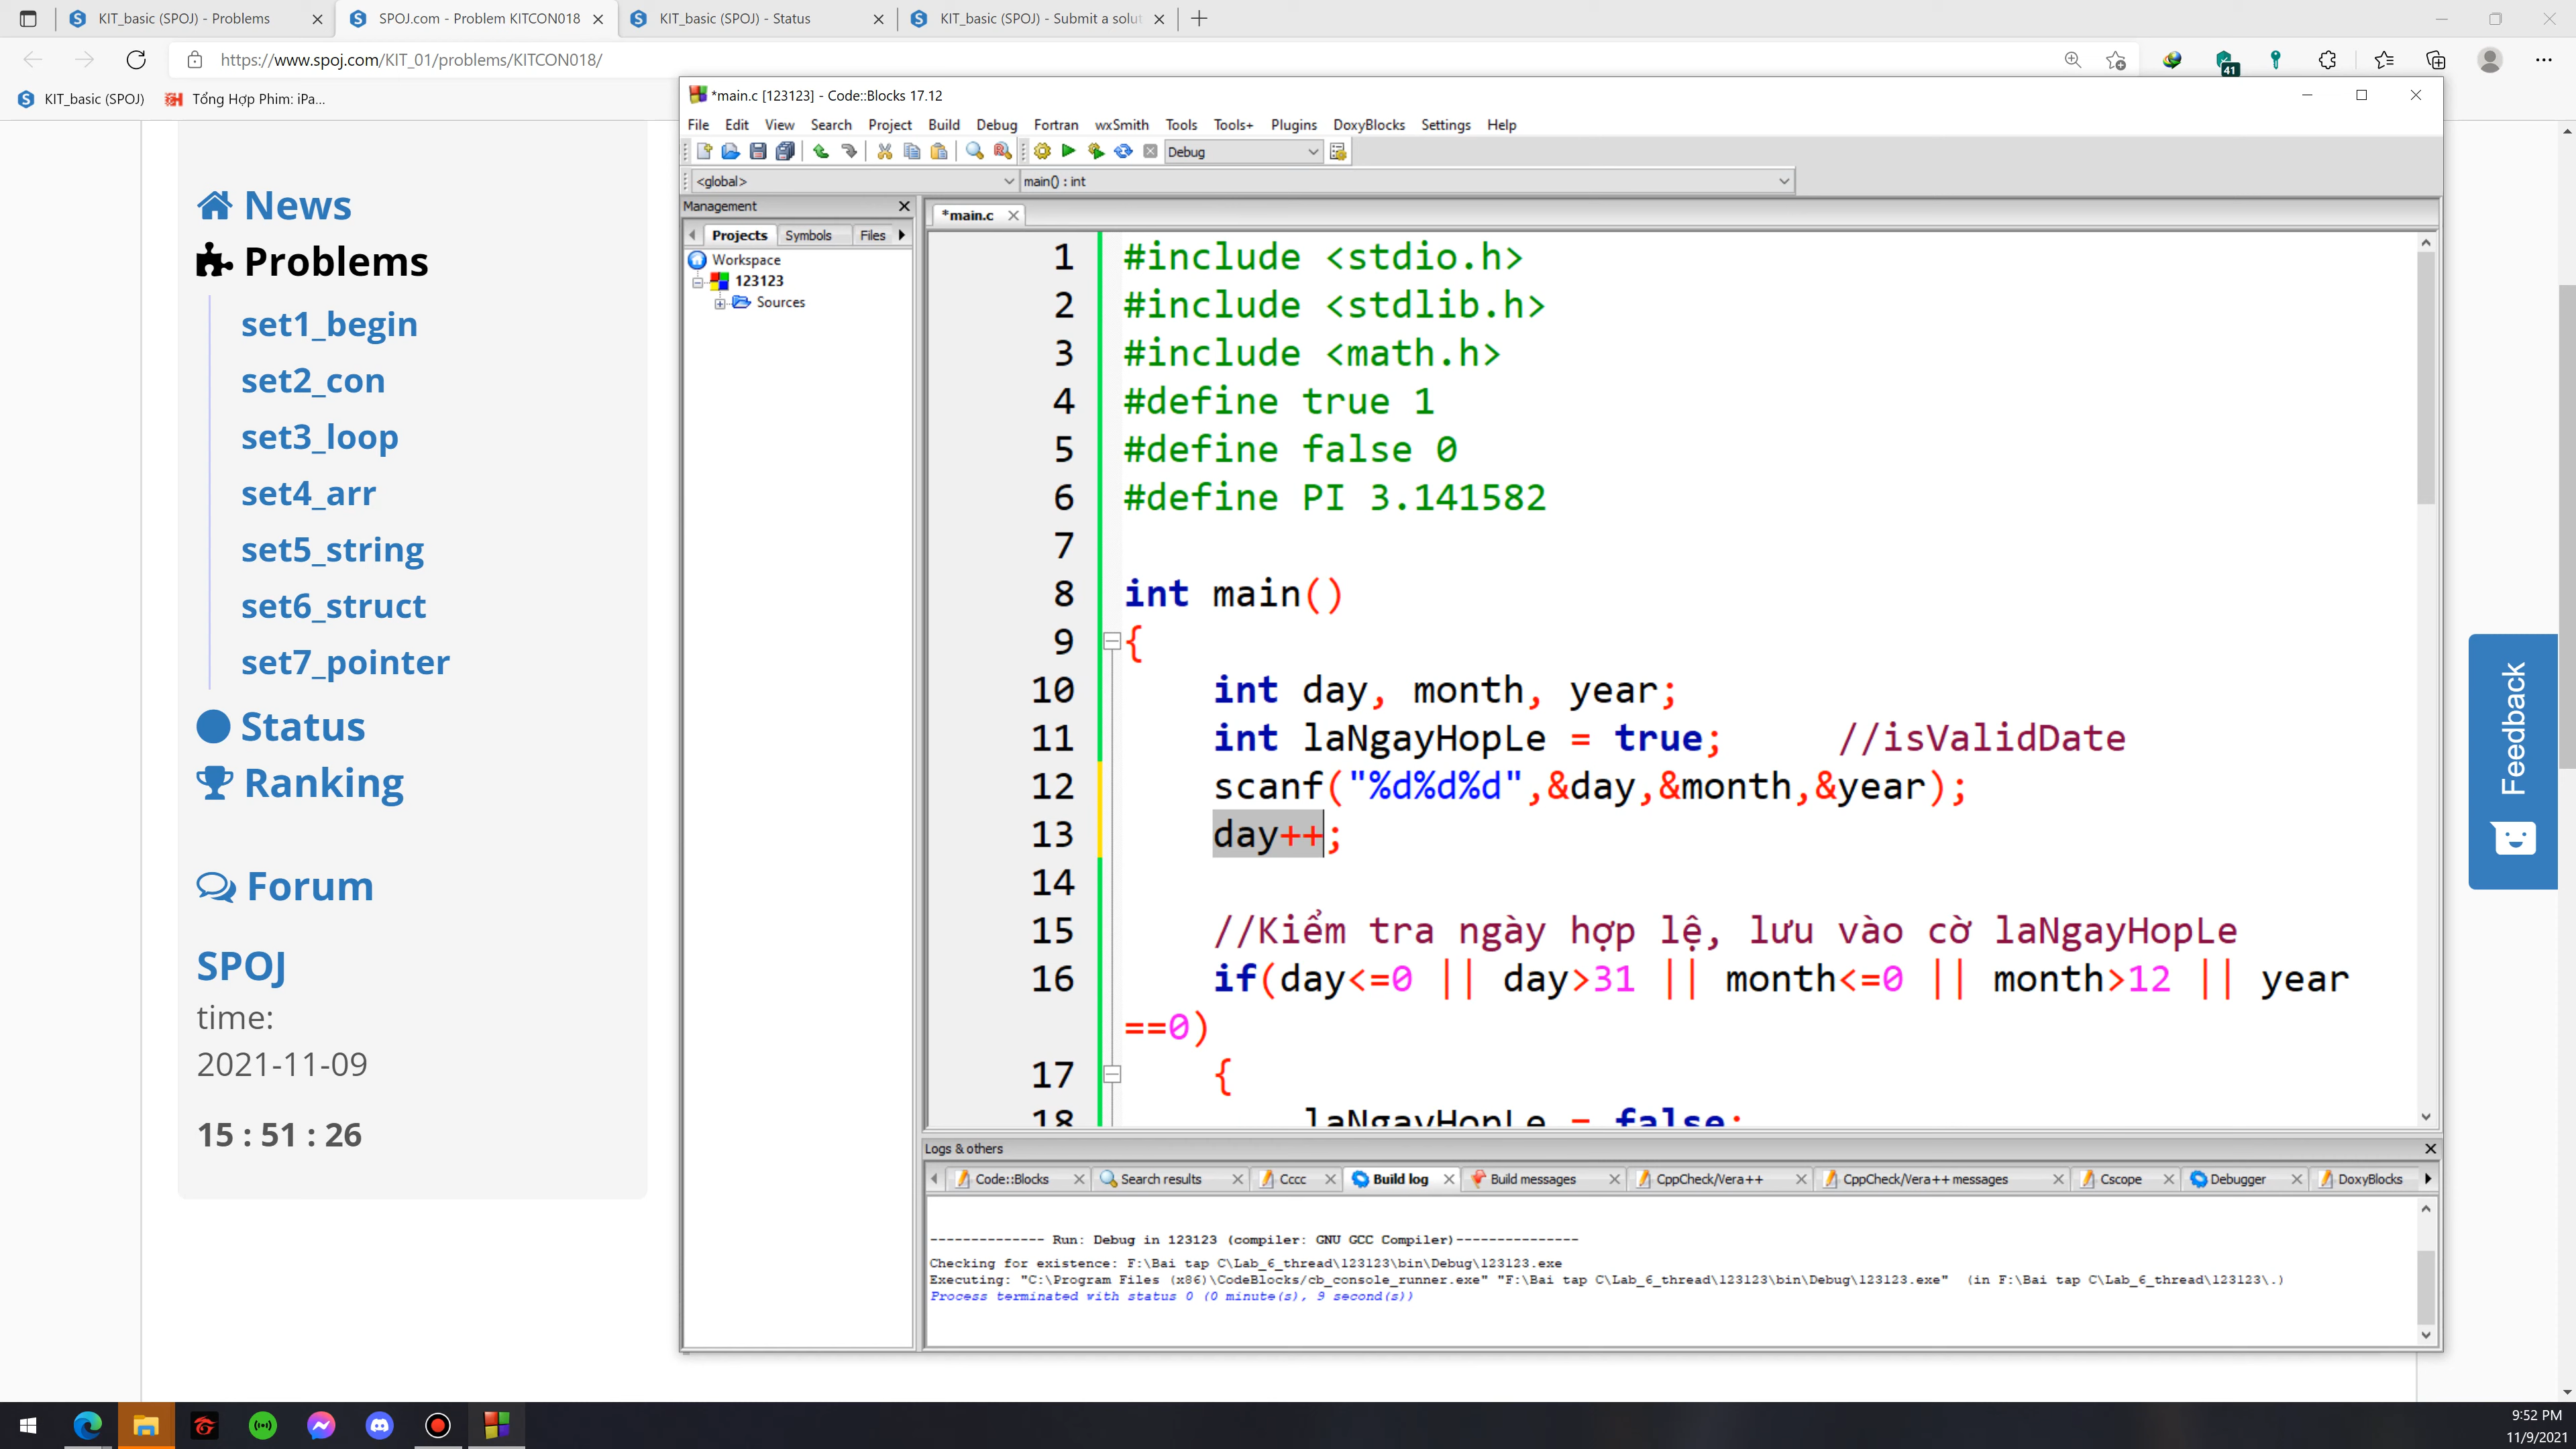 KIT_basic (SPOJ) - Problems
SPOJ.com - Problem KITCON018
KIT_basic (SPOJ) - Status
KIT_basic (SPOJ) - Submit a solut
https://www.spoj.com/KIT_01/problems/KITCON018/
41
KIT_basic (SPOJ)
Tổng Hợp Phim: iPa...
News
Problems
set1_begin
set2_con
set3_loop
set4_arr
set5_string
set6_struct
set7_pointer
Status
Ranking
Forum
SPOJ
time:
2021-11-09
15 : 51 : 26
*main.c [123123] - Code::Blocks 17.12
File Edit View Search Project Build Debug Fortran wxSmith Tools Tools+ Plugins DoxyBlocks Settings Help
Debug
<global>
main() : int
Management
Projects Symbols Files
Workspace
123123
Sources
*main.c
1 #include <stdio.h>
2 #include <stdlib.h>
3 #include <math.h>
4 #define true 1
5 #define false 0
6 #define PI 3.141582
7
8 int main()
9 {
10 int day, month, year;
11 int laNgayHopLe = true; //isValidDate
12 scanf("%d%d%d",&day,&month,&year);
13 day++;
14
15 //Kiểm tra ngày hợp lệ, lưu vào cờ laNgayHopLe
16 if(day<=0 || day>31 || month<=0 || month>12 || year
==0)
17 {
18 laNgayHopLe = false;
Logs & others
Code::Blocks Search results Cccc Build log Build messages CppCheck/Vera++ CppCheck/Vera++ messages Cscope Debugger DoxyBlocks
-------------- Run: Debug in 123123 (compiler: GNU GCC Compiler)---------------
Checking for existence: F:\Bai tap C\Lab_6_thread\123123\bin\Debug\123123.exe
Executing: "C:\Program Files (x86)\CodeBlocks/cb_console_runner.exe" "F:\Bai tap C\Lab_6_thread\123123\bin\Debug\123123.exe" (in F:\Bai tap C\Lab_6_thread\123123\.)
Process terminated with status 0 (0 minute(s), 9 second(s))
Feedback
9:52 PM
11/9/2021